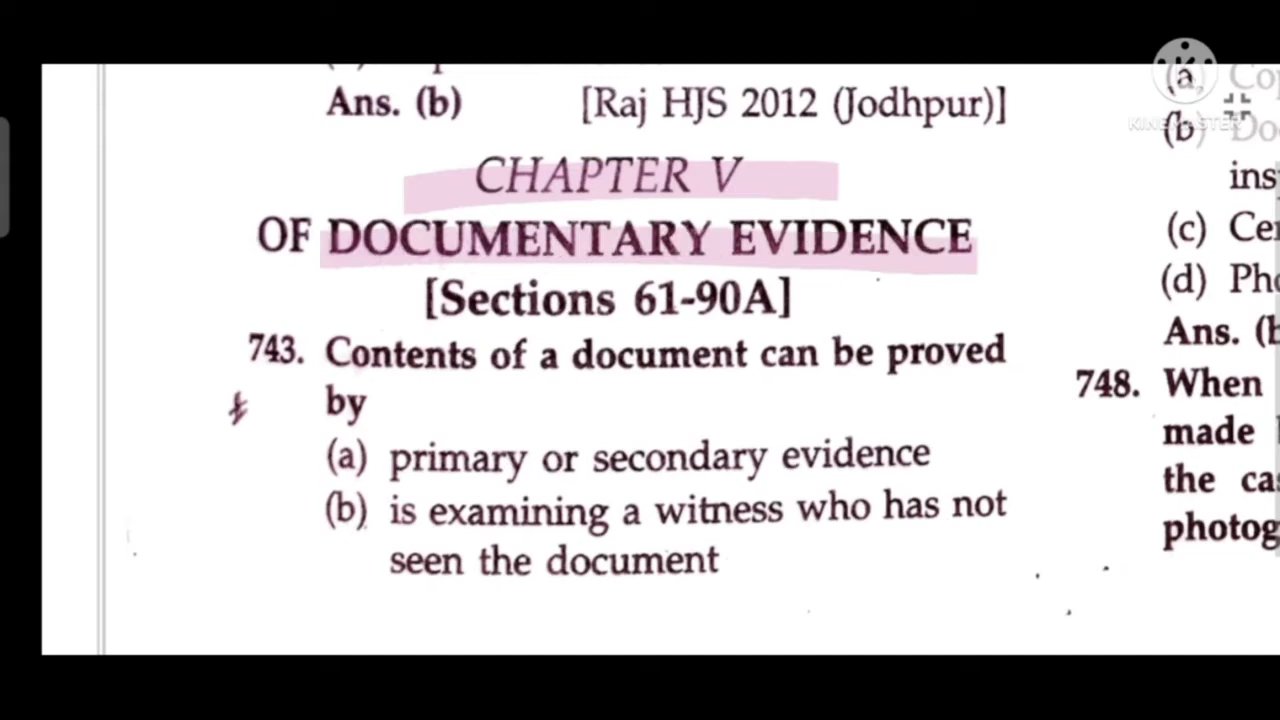 Ans. (b) [Raj HJS 2012 (Jodhpur)]
CHAPTER V
OF DOCUMENTARY EVIDENCE
[Sections 61-90A]
743. Contents of a document can be proved
by
(a) primary or secondary evidence
(b) is examining a witness who has not
seen the document
(a)
(b)
(c)
(d)
Ans.
748. When
made
the
KINEMASTER